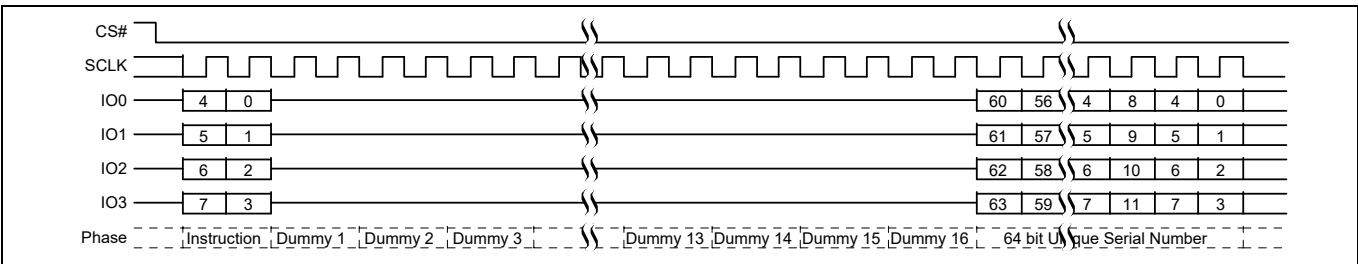 CS#
SCLK
IO0 4 0 60 56 4 8 4 0
IO1 5 1 61 57 5 9 5 1
IO2 6 2 62 58 6 10 6 2
IO3 7 3 63 59 7 11 7 3
Phase Instruction Dummy 1 Dummy 2 Dummy 3 Dummy 13 Dummy 14 Dummy 15 Dummy 16 64 bit Unique Serial Number